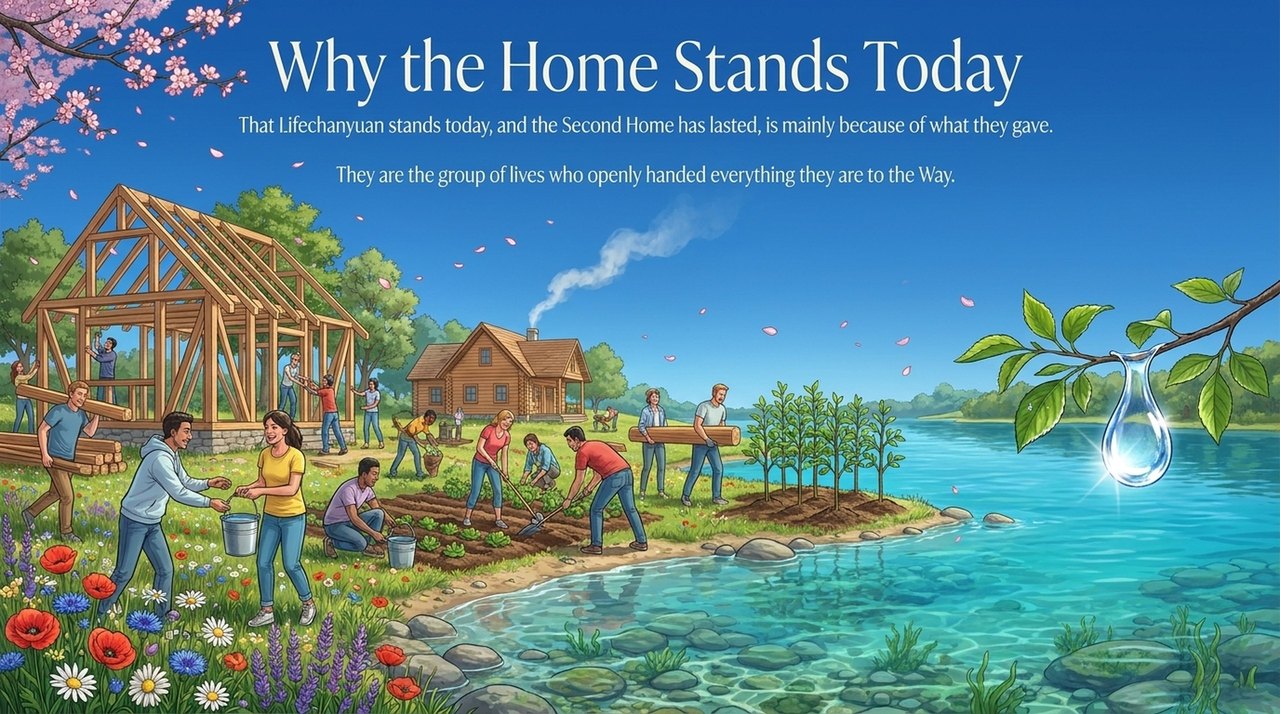 Why the Home Stands Today
That Lifechanyuan stands today, and the Second Home has lasted, is mainly because of what they gave.
They are the group of lives who openly handed everything they are to the Way.